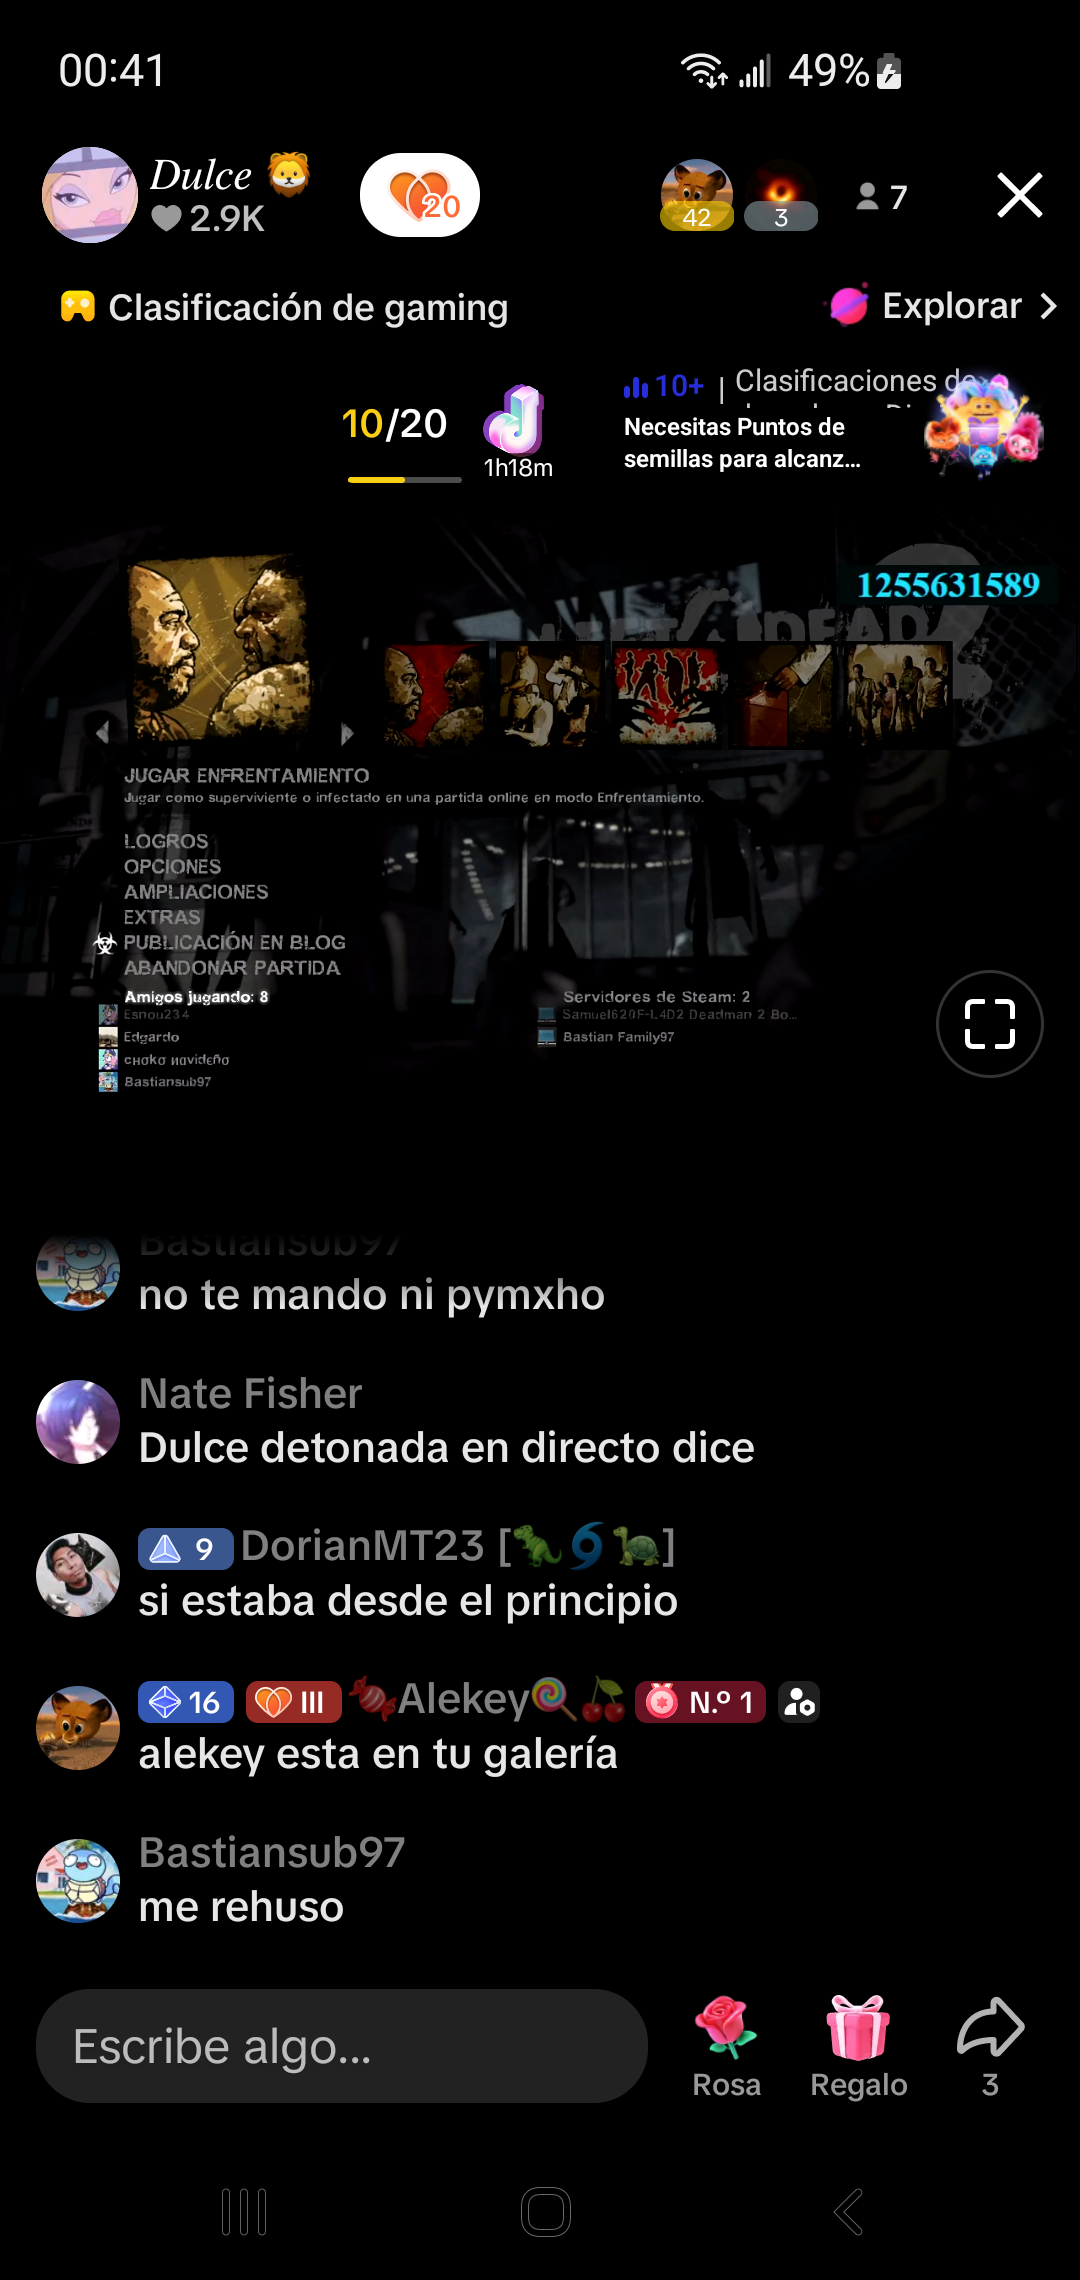 00:41
49%
Dulce 🦁
2.9K
20
42
3
7
Clasificación de gaming
Explorar
10/20
1h18m
10+ | Clasificaciones de
Necesitas Puntos de
semillas para alcanz...
1255631589
JUGAR ENFRENTAMIENTO
Jugar como superviviente o infectado en una partida online en modo Enfrentamiento.
LOGROS
OPCIONES
AMPLIACIONES
EXTRAS
PUBLICACIÓN EN BLOG
ABANDONAR PARTIDA
Amigos jugando: 8
Esnou234
Edgardo
cнσkσ иαvidєñσ
Bastiansub97
Servidores de Steam: 2
Samuel620F-L4D2 Deadman 2 Bo...
Bastian Family97
Bastiansub97
no te mando ni pymxho
Nate Fisher
Dulce detonada en directo dice
9 DorianMT23 [🦖🌀🐢]
si estaba desde el principio
16 III 🍬Alekey🍭🍒 N.º 1
alekey esta en tu galería
Bastiansub97
me rehuso
Escribe algo...
Rosa
Regalo
3